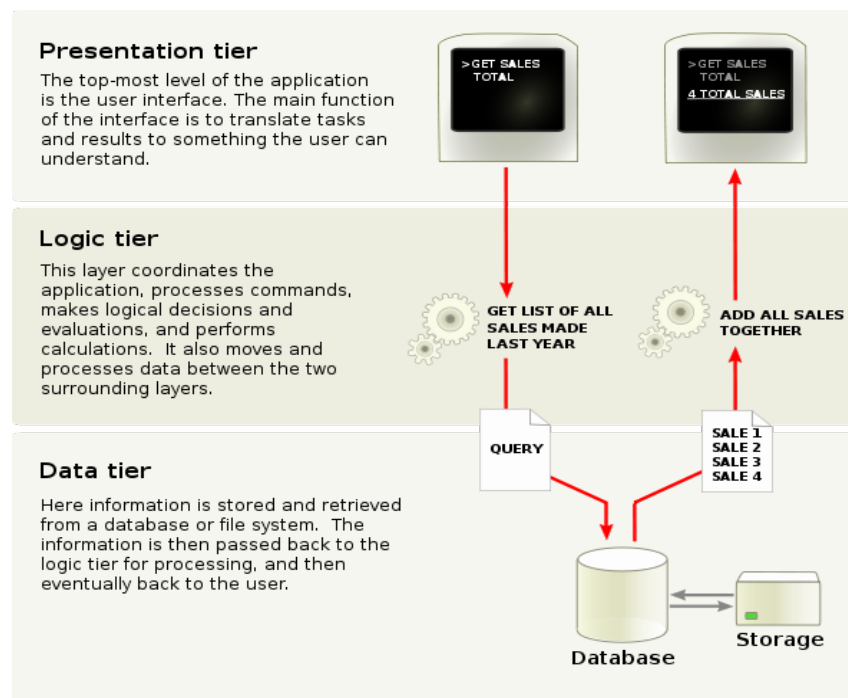 Presentation tier
The top-most level of the application
is the user interface. The main function
of the interface is to translate tasks
and results to something the user can
understand.
>GET SALES
TOTAL
>GET SALES
TOTAL
4 TOTAL SALES
Logic tier
This layer coordinates the
application, processes commands,
makes logical decisions and
evaluations, and performs
calculations.  It also moves and
processes data between the two
surrounding layers.
GET LIST OF ALL
SALES MADE
LAST YEAR
ADD ALL SALES
TOGETHER
QUERY
SALE 1
SALE 2
SALE 3
SALE 4
Data tier
Here information is stored and retrieved
from a database or file system.  The
information is then passed back to the
logic tier for processing, and then
eventually back to the user.
Database
Storage